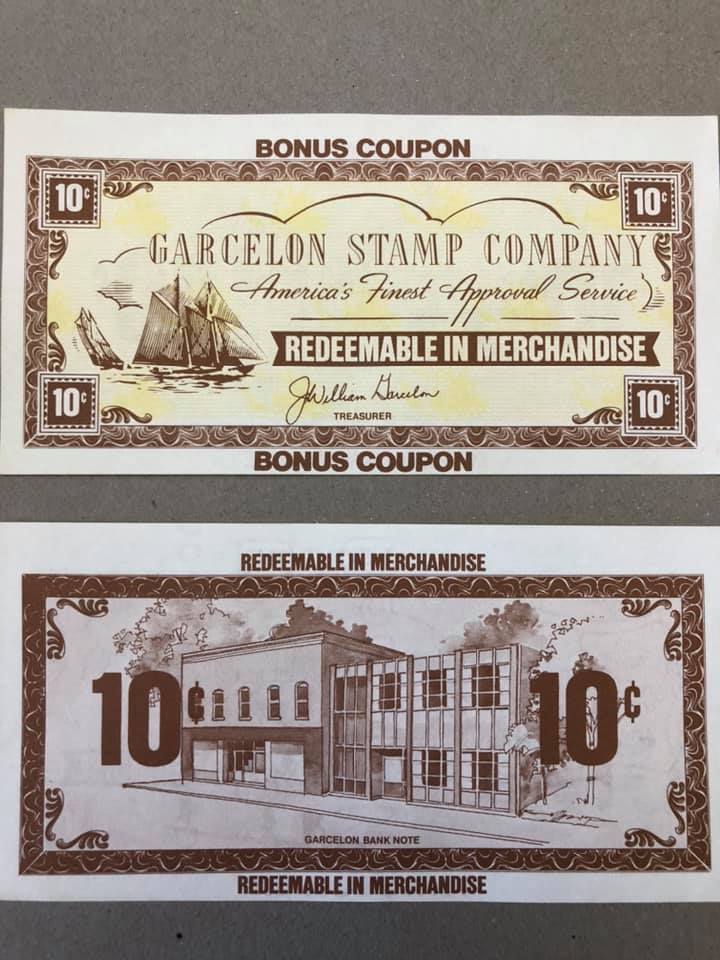 BONUS COUPON
10¢ 10¢
GARCELON STAMP COMPANY
America's Finest Approval Service
REDEEMABLE IN MERCHANDISE
JWilliam Garcelon
TREASURER
10¢ 10¢
BONUS COUPON
REDEEMABLE IN MERCHANDISE
10¢ 10¢
GARCELON BANK NOTE
REDEEMABLE IN MERCHANDISE